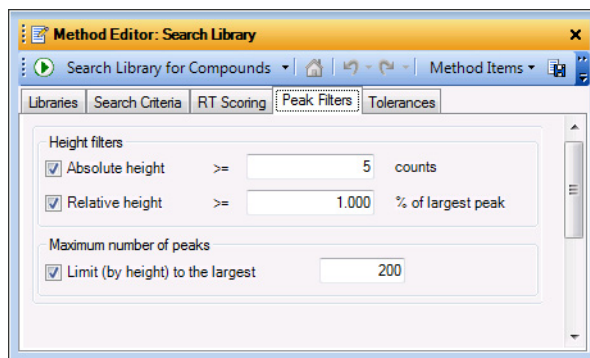 Method Editor: Search Library
Search Library for Compounds Method Items
Libraries Search Criteria RT Scoring Peak Filters Tolerances
Height filters
Absolute height >= 5 counts
Relative height >= 1.000 % of largest peak
Maximum number of peaks
Limit (by height) to the largest 200